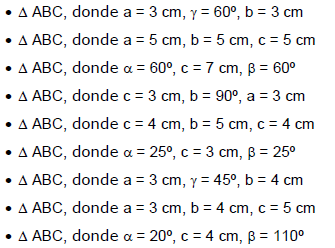 • Δ ABC, donde a = 3 cm, γ = 60º, b = 3 cm
• Δ ABC, donde a = 5 cm, b = 5 cm, c = 5 cm
• Δ ABC, donde α = 60º, c = 7 cm, β = 60º
• Δ ABC, donde c = 3 cm, b = 90º, a = 3 cm
• Δ ABC, donde c = 4 cm, b = 5 cm, c = 4 cm
• Δ ABC, donde α = 25º, c = 3 cm, β = 25º
• Δ ABC, donde a = 3 cm, γ = 45º, b = 4 cm
• Δ ABC, donde a = 3 cm, b = 4 cm, c = 5 cm
• Δ ABC, donde α = 20º, c = 4 cm, β = 110º